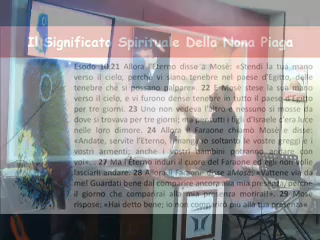 Il Significato Spirituale Della Nona Piaga
Esodo 10:21 Allora l'Eterno disse a Mosè: «Stendi la tua mano
verso il cielo, perché vi siano tenebre nel paese d'Egitto, delle
tenebre che si possano palpare». 22 stese la sua
verso il cielo, e vi furono dense tenebre in tutto il paese d'Egitto
per tre giorni. 23 Uno non vedeva l'altro e nessuno si mosse da
dove si trovava per tre giorni; ma per tutti i figli d'Israele c'era luce
nelle loro dimore. 24 Allora il Faraone chiamò Mosè e disse:
«Andate, servite l'Eterno; soltanto le vostre greggi e i
vostri armenti; anche i vostri bambini potranno andare con
voi». 27 Ma l'Eterno indurì il cuore del Faraone ed egli non volle
lasciarli andare. 28 Allora il Faraone disse a Mosè: «Vattene via da
me! Guardati bene dal comparire ancora alla mia presenza, perché
il giorno che comparirai alla mia presenza morirai!». 29 Mosè
rispose: «Hai detto bene; io non comparirò più alla tua presenza»